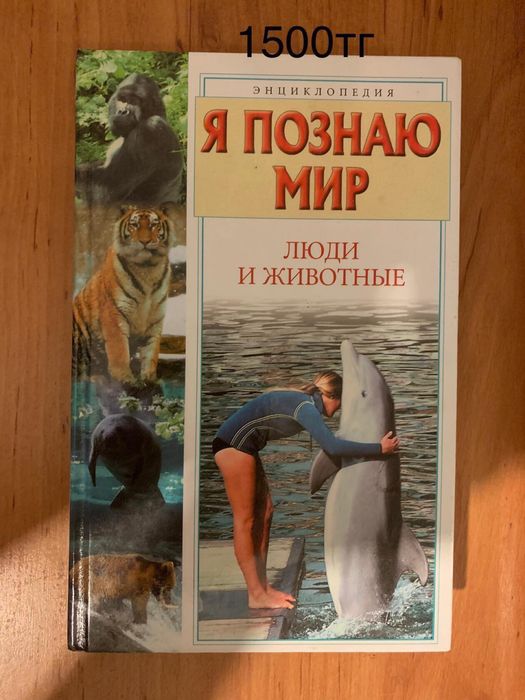 1500тг
ЭНЦИКЛОПЕДИЯ
Я ПОЗНАЮ
МИР
ЛЮДИ
И ЖИВОТНЫЕ